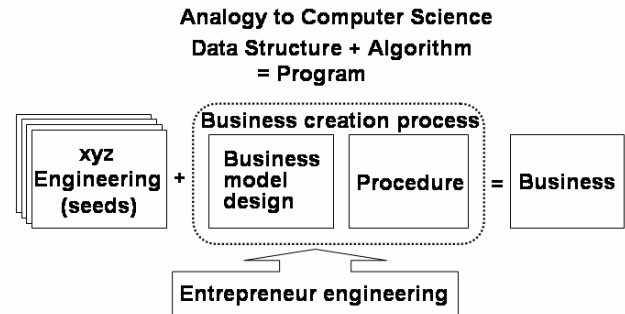 Analogy to Computer Science
Data Structure + Algorithm
= Program
Business creation process
xyz
Engineering
(seeds)
+
Business
model
design
Procedure
=
Business
Entrepreneur engineering